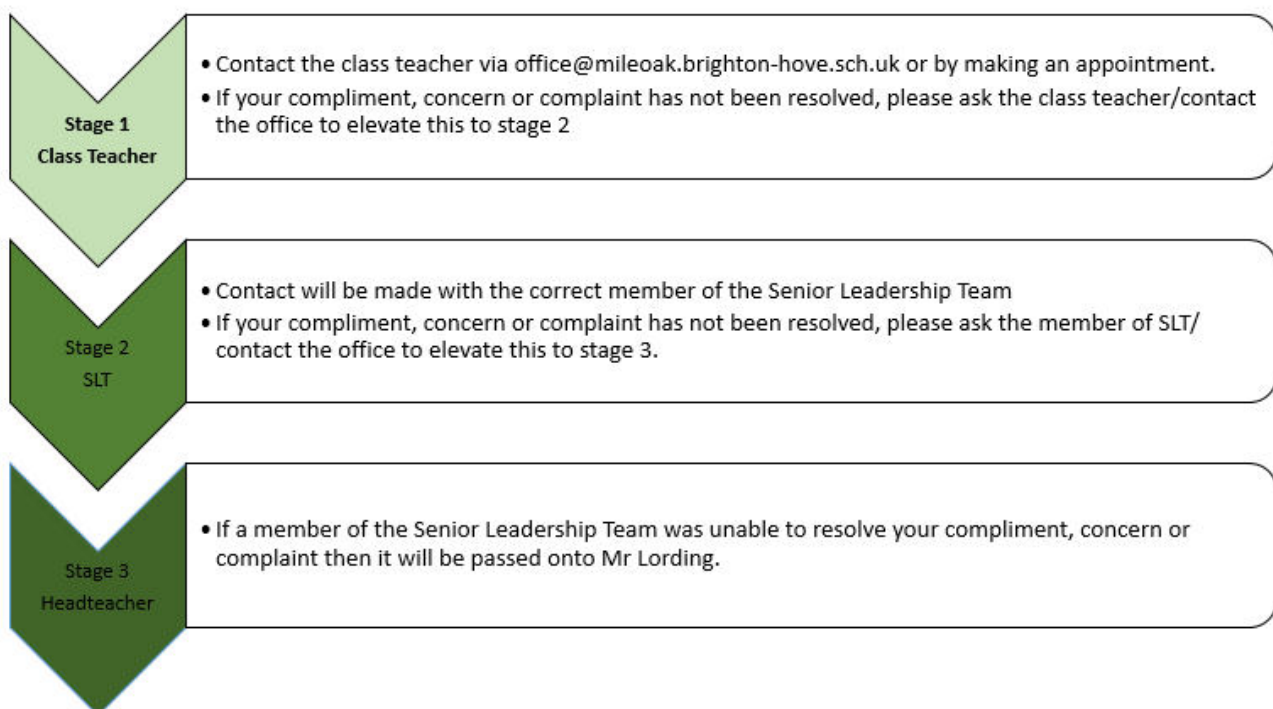 Stage 1
Class Teacher
• Contact the class teacher via office@mileoak.brighton-hove.sch.uk or by making an appointment.
• If your compliment, concern or complaint has not been resolved, please ask the class teacher/contact
the office to elevate this to stage 2
Stage 2
SLT
• Contact will be made with the correct member of the Senior Leadership Team
• If your compliment, concern or complaint has not been resolved, please ask the member of SLT/
contact the office to elevate this to stage 3.
Stage 3
Headteacher
• If a member of the Senior Leadership Team was unable to resolve your compliment, concern or
complaint then it will be passed onto Mr Lording.